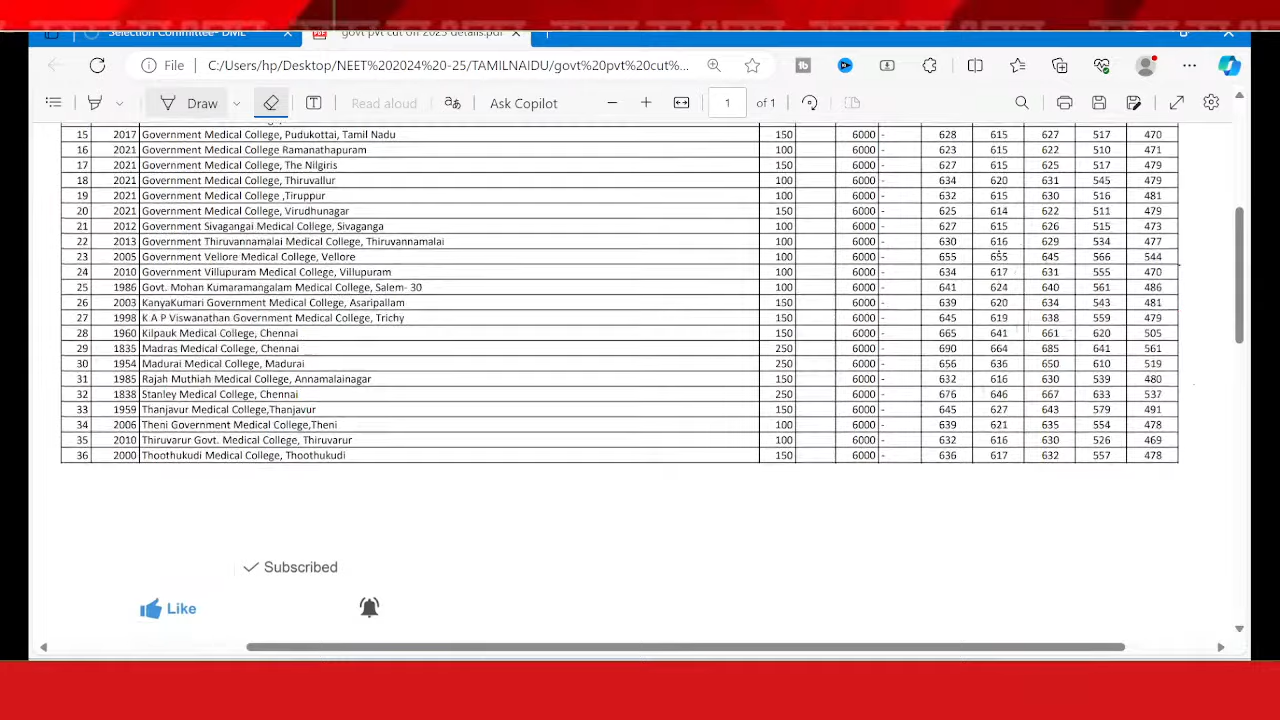 Selection Committee- DME
govt pvt cut off 2023 details.pdf
File C:/Users/hp/Desktop/NEET%202024%20-25/TAMILNAIDU/govt%20pvt%20cut%...
Draw Read aloud Ask Copilot 1 of 1
15 2017 Government Medical College, Pudukottai, Tamil Nadu 150 6000 - 628 615 627 517 470
16 2021 Government Medical College Ramanathapuram 100 6000 - 623 615 622 510 471
17 2021 Government Medical College, The Nilgiris 150 6000 - 627 615 625 517 479
18 2021 Government Medical College, Thiruvallur 100 6000 - 634 620 631 545 479
19 2021 Government Medical College ,Tiruppur 100 6000 - 632 615 630 516 481
20 2021 Government Medical College, Virudhunagar 150 6000 - 625 614 622 511 479
21 2012 Government Sivagangai Medical College, Sivaganga 100 6000 - 627 615 626 515 473
22 2013 Government Thiruvannamalai Medical College, Thiruvannamalai 100 6000 - 630 616 629 534 477
23 2005 Government Vellore Medical College, Vellore 100 6000 - 655 655 645 566 544
24 2010 Government Villupuram Medical College, Villupuram 100 6000 - 634 617 631 555 470
25 1986 Govt. Mohan Kumaramangalam Medical College, Salem- 30 100 6000 - 641 624 640 561 486
26 2003 KanyaKumari Government Medical College, Asaripallam 150 6000 - 639 620 634 543 481
27 1998 K A P Viswanathan Government Medical College, Trichy 150 6000 - 645 619 638 559 479
28 1960 Kilpauk Medical College, Chennai 150 6000 - 665 641 661 620 505
29 1835 Madras Medical College, Chennai 250 6000 - 690 664 685 641 561
30 1954 Madurai Medical College, Madurai 250 6000 - 656 636 650 610 519
31 1985 Rajah Muthiah Medical College, Annamalainagar 150 6000 - 632 616 630 539 480
32 1838 Stanley Medical College, Chennai 250 6000 - 676 646 667 633 537
33 1959 Thanjavur Medical College,Thanjavur 150 6000 - 645 627 643 579 491
34 2006 Theni Government Medical College,Theni 100 6000 - 639 621 635 554 478
35 2010 Thiruvarur Govt. Medical College, Thiruvarur 100 6000 - 632 616 630 526 469
36 2000 Thoothukudi Medical College, Thoothukudi 150 6000 - 636 617 632 557 478
Subscribed
Like